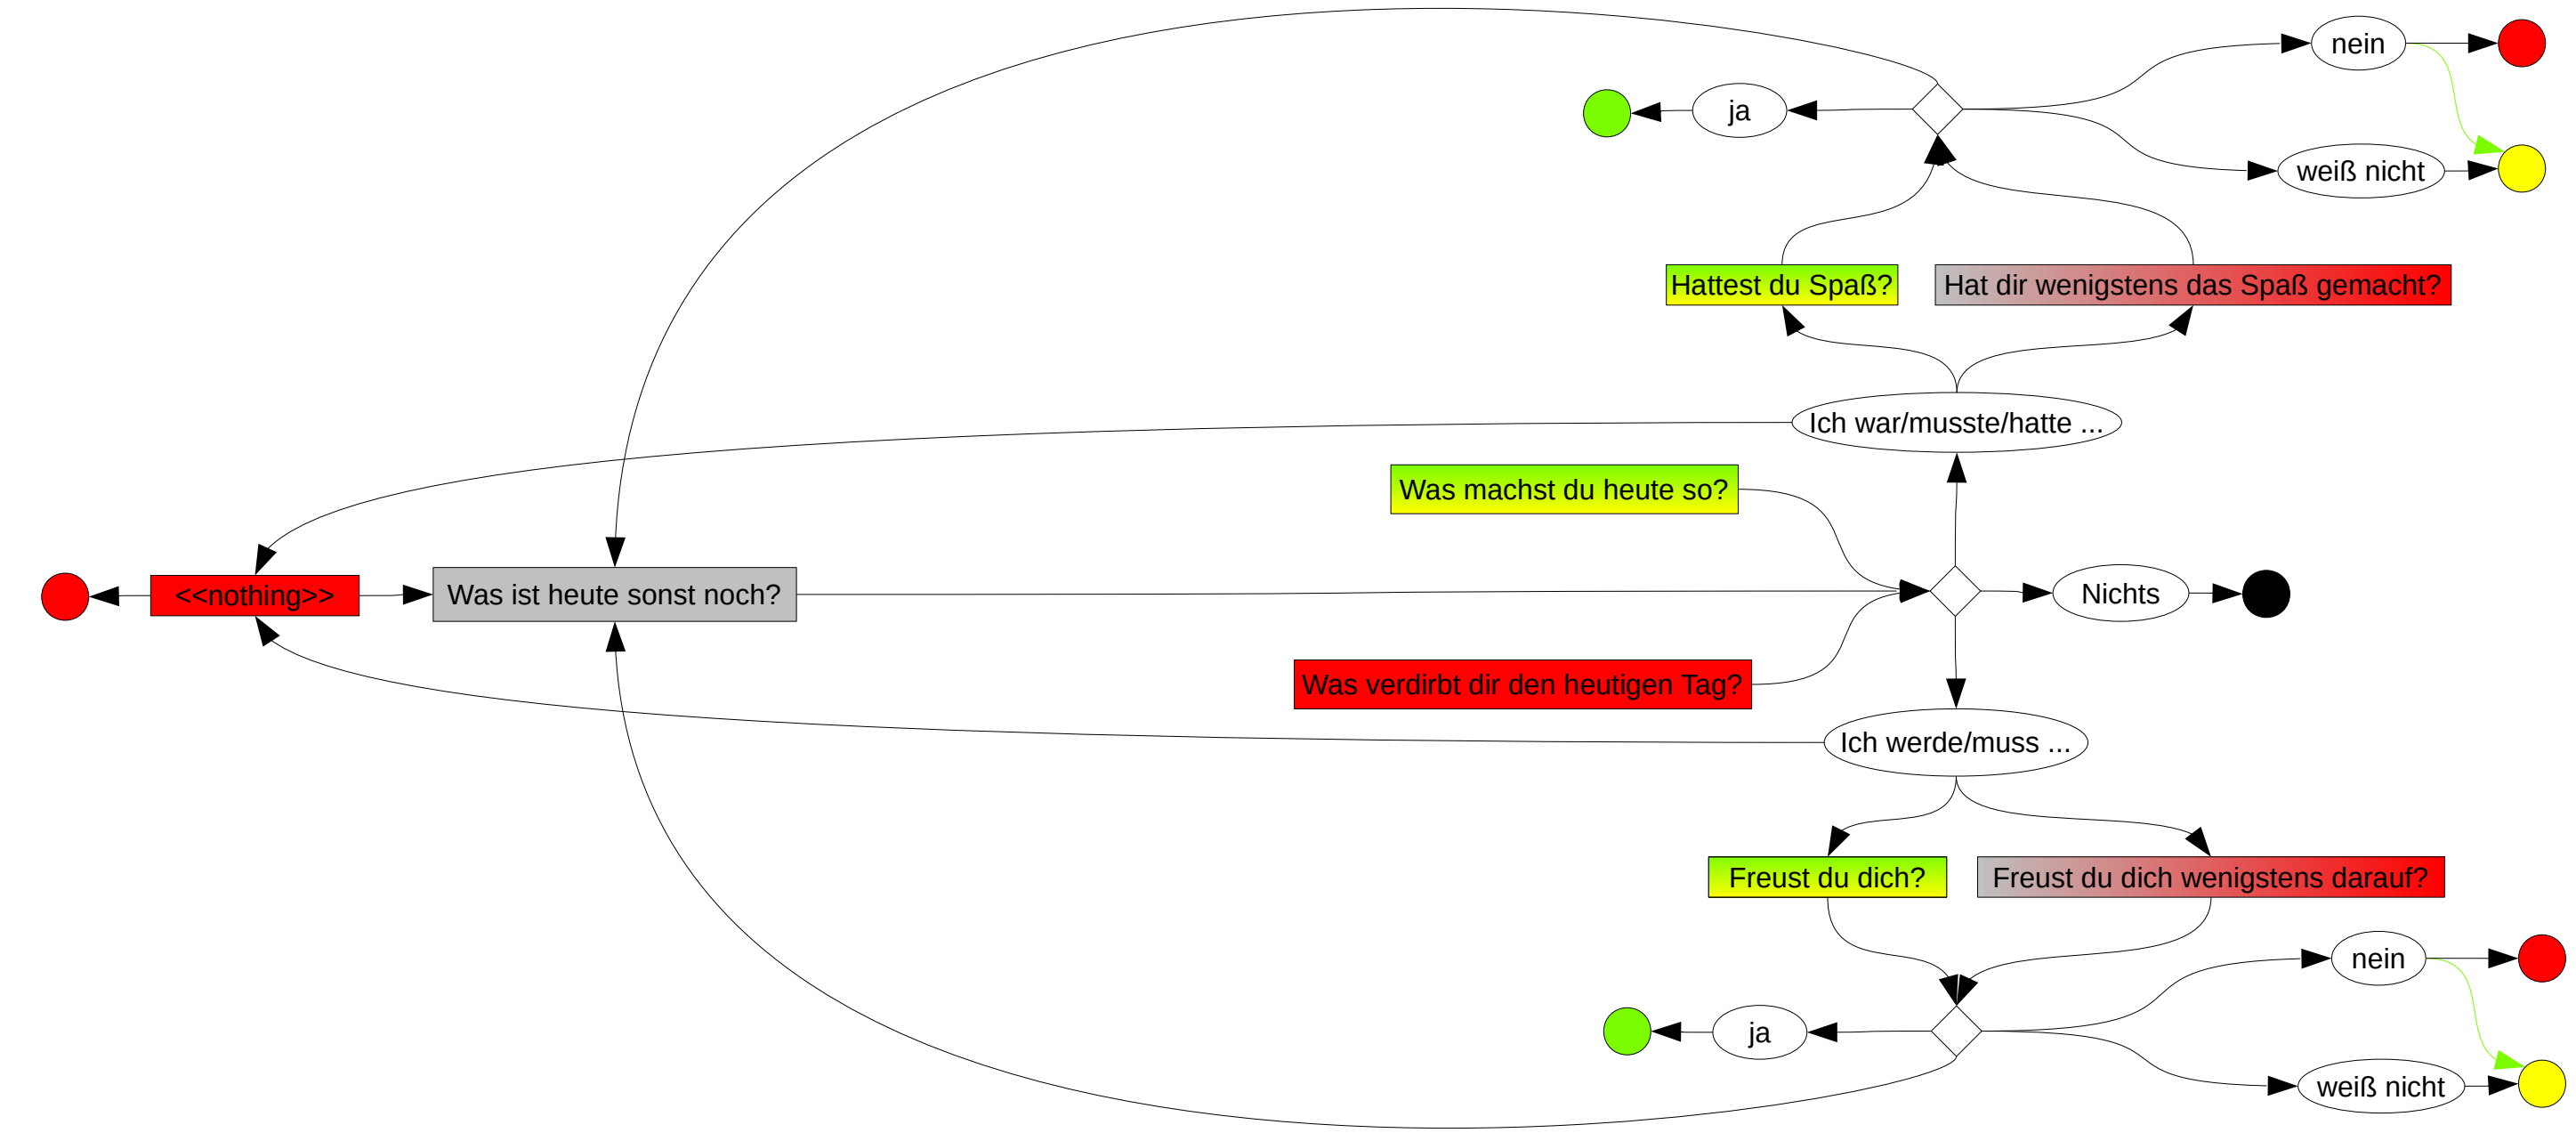 nein
ja
weiß nicht
Hattest du Spaß?
Hat dir wenigstens das Spaß gemacht?
Ich war/musste/hatte ...
Was machst du heute so?
<<nothing>>
Was ist heute sonst noch?
Nichts
Was verdirbt dir den heutigen Tag?
Ich werde/muss ...
Freust du dich?
Freust du dich wenigstens darauf?
nein
ja
weiß nicht